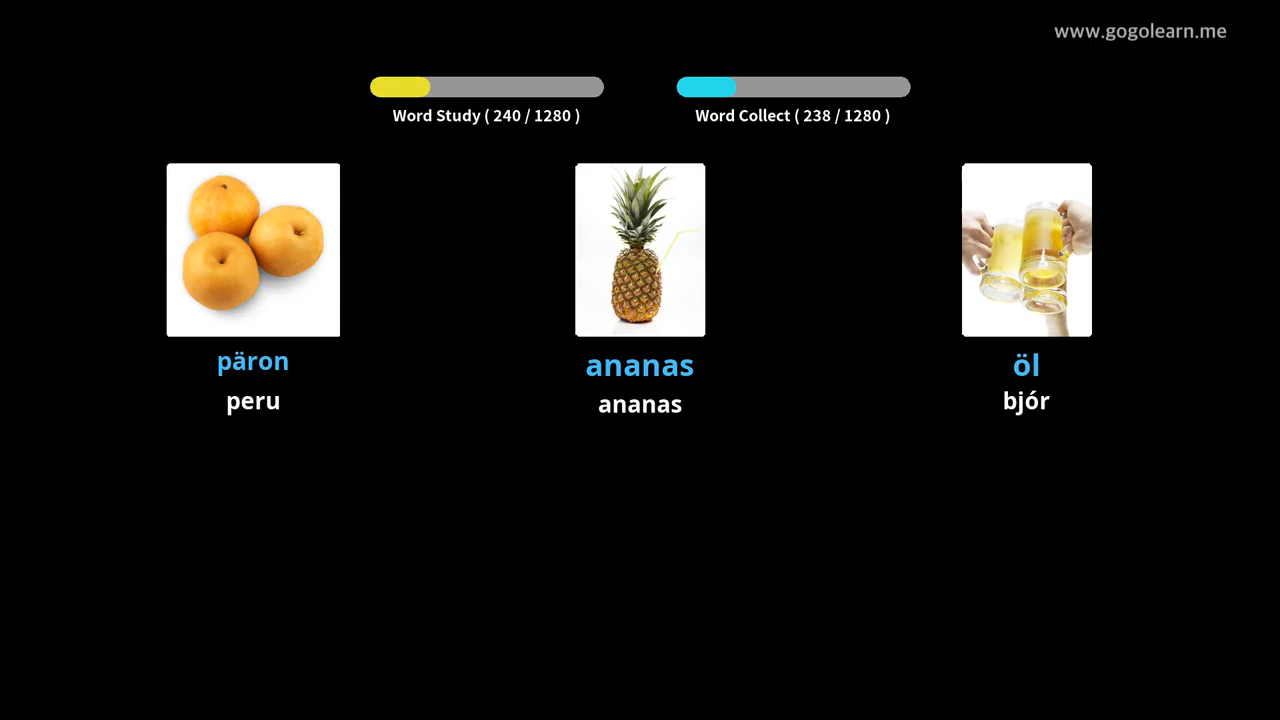 www.gogolearn.me
Word Study ( 240 / 1280 )
Word Collect ( 238 / 1280 )
päron
ananas
öl
peru
ananas
bjór